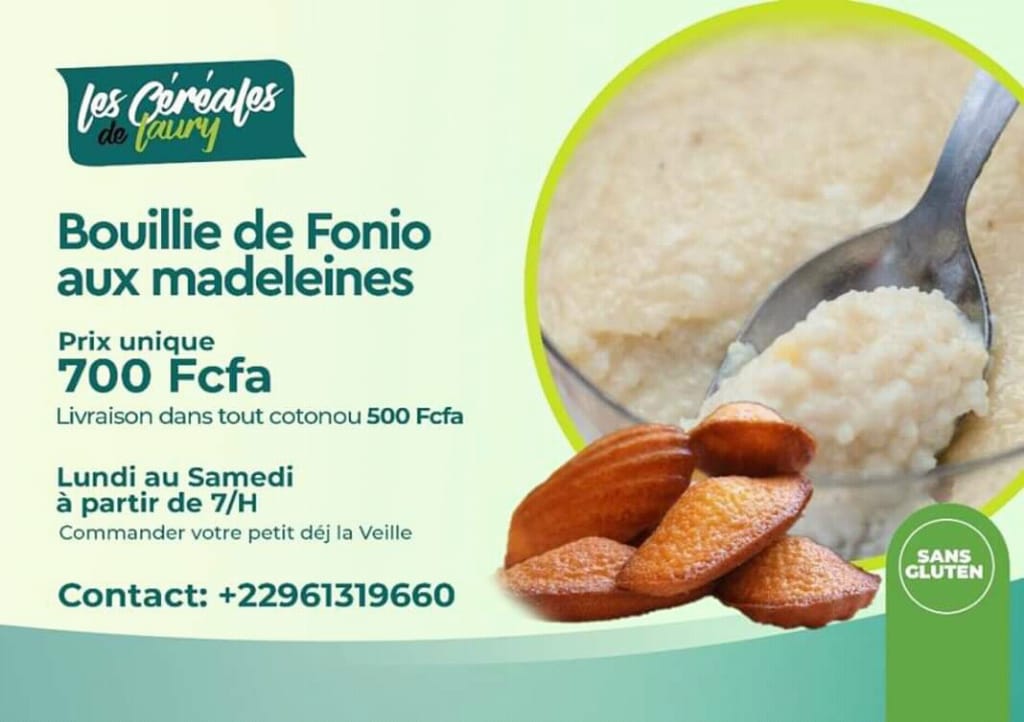 les Céréales
de faury
Bouillie de Fonio
aux madeleines
Prix unique
700 Fcfa
Livraison dans tout cotonou 500 Fcfa
Lundi au Samedi
à partir de 7/H
Commander votre petit déj la Veille
Contact: +22961319660
SANS
GLUTEN